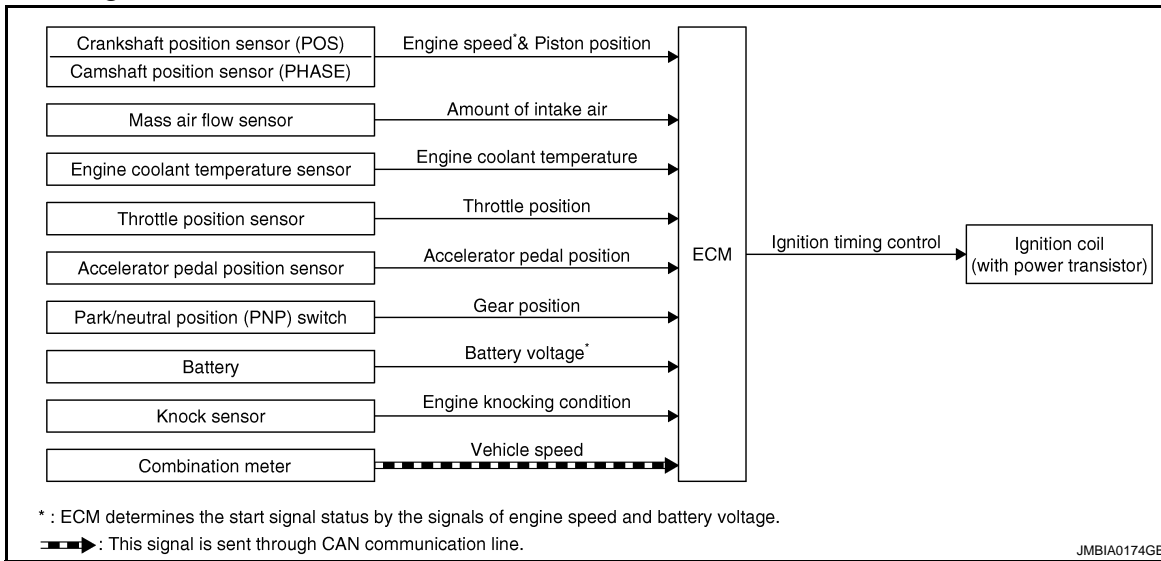 Crankshaft position sensor (POS)
Engine speed*& Piston position
Camshaft position sensor (PHASE)
Mass air flow sensor
Amount of intake air
Engine coolant temperature sensor
Engine coolant temperature
Throttle position sensor
Throttle position
Accelerator pedal position sensor
Accelerator pedal position
Park/neutral position (PNP) switch
Gear position
Battery
Battery voltage*
Knock sensor
Engine knocking condition
Combination meter
Vehicle speed
ECM
Ignition timing control
Ignition coil
(with power transistor)
* : ECM determines the start signal status by the signals of engine speed and battery voltage.
: This signal is sent through CAN communication line.